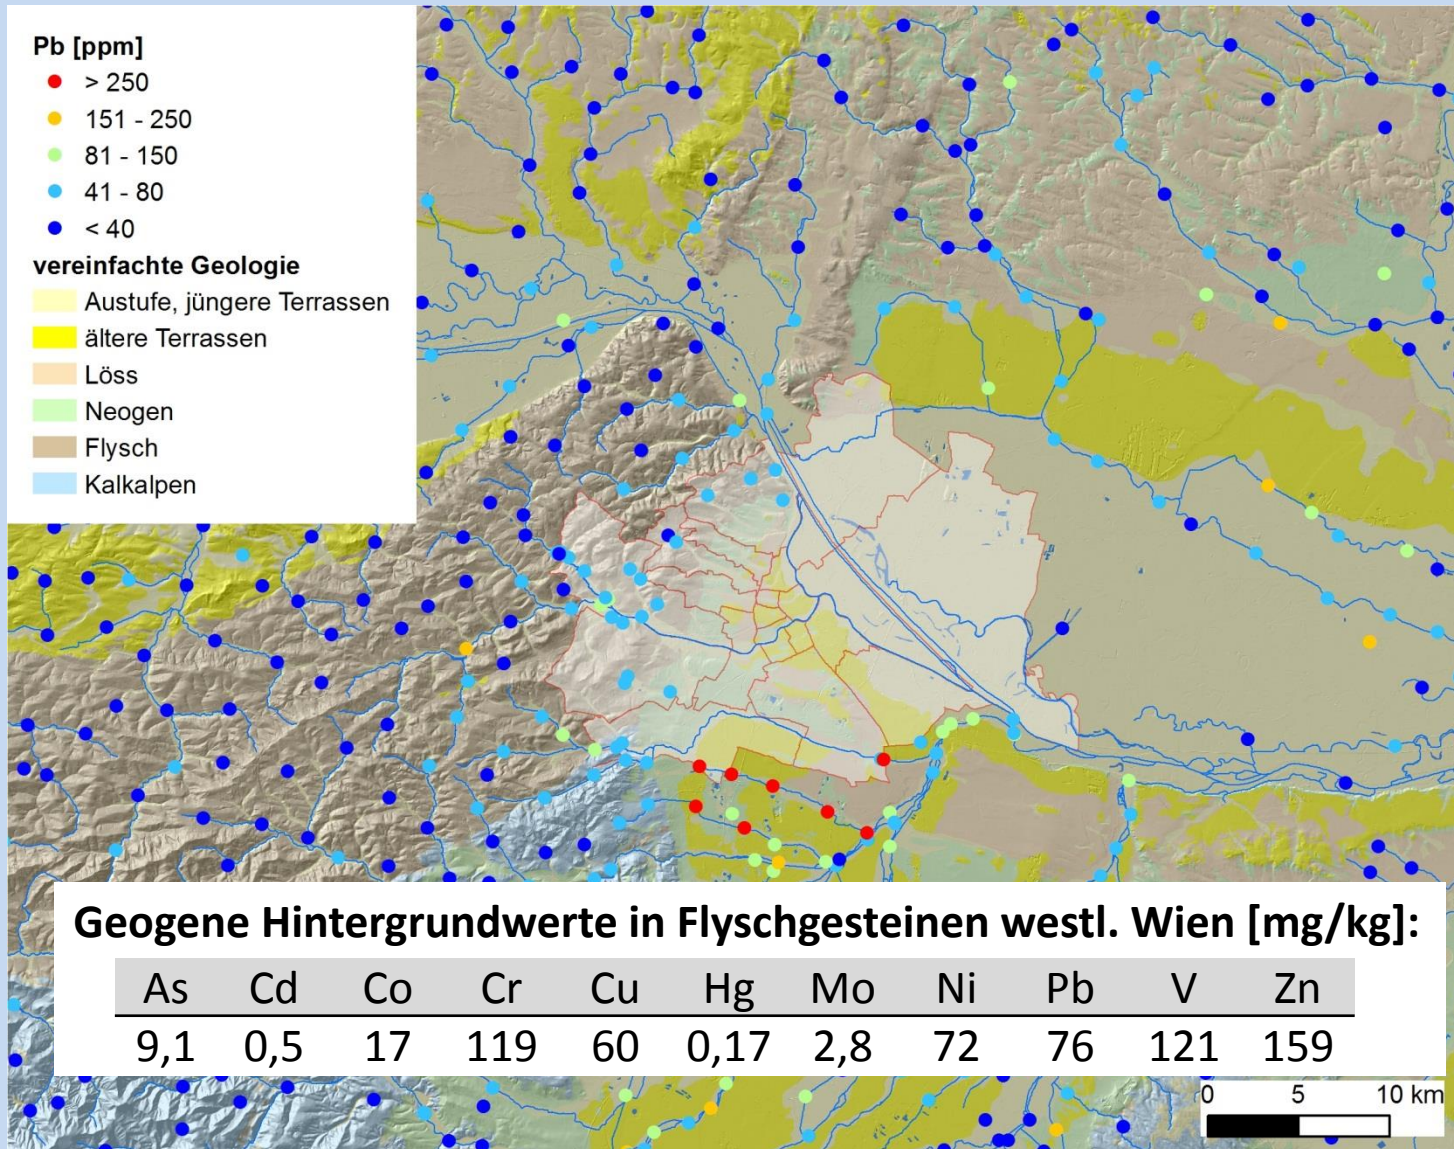 Pb [ppm]
> 250
151 - 250
81 - 150
41 - 80
< 40
vereinfachte Geologie
Austufe, jüngere Terrassen
ältere Terrassen
Löss
Neogen
Flysch
Kalkalpen
Geogene Hintergrundwerte in Flyschgesteinen westl. Wien [mg/kg]:
As Cd Co Cr Cu Hg Mo Ni Pb V Zn
9,1 0,5 17 119 60 0,17 2,8 72 76 121 159
0 5 10 km